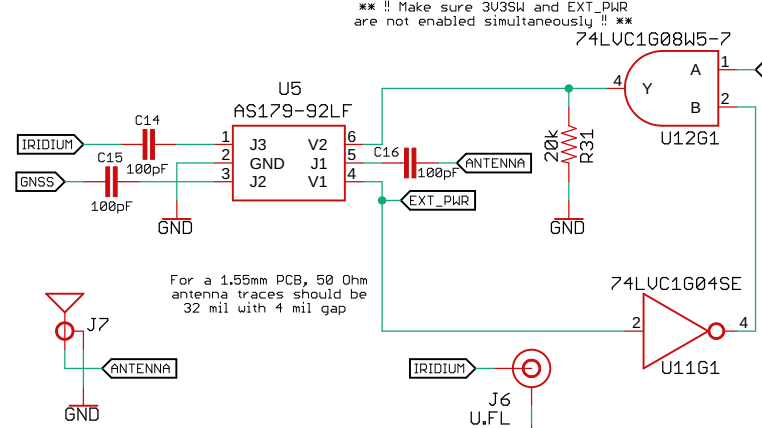 ** !! Make sure 3V3SW and EXT_PWR
are not enabled simultaneously !! **
74LVC1G08W5-7
4 Y A 1
B 2
U12G1
U5
AS179-92LF
C14
IRIDIUM
100pF
1 J3 V2 6
2 GND J1 5
3 J2 V1 4
C15
GNSS
100pF
C16
100pF
ANTENNA
EXT_PWR
20k
R31
GND
GND
For a 1.55mm PCB, 50 Ohm
antenna traces should be
32 mil with 4 mil gap
74LVC1G04SE
2 4
U11G1
J7
ANTENNA
GND
IRIDIUM
J6
U.FL